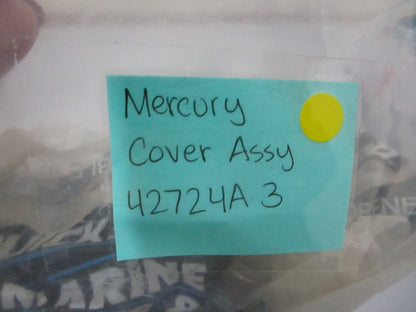 Mercury
Cover Assy
42724A 3
MARINE